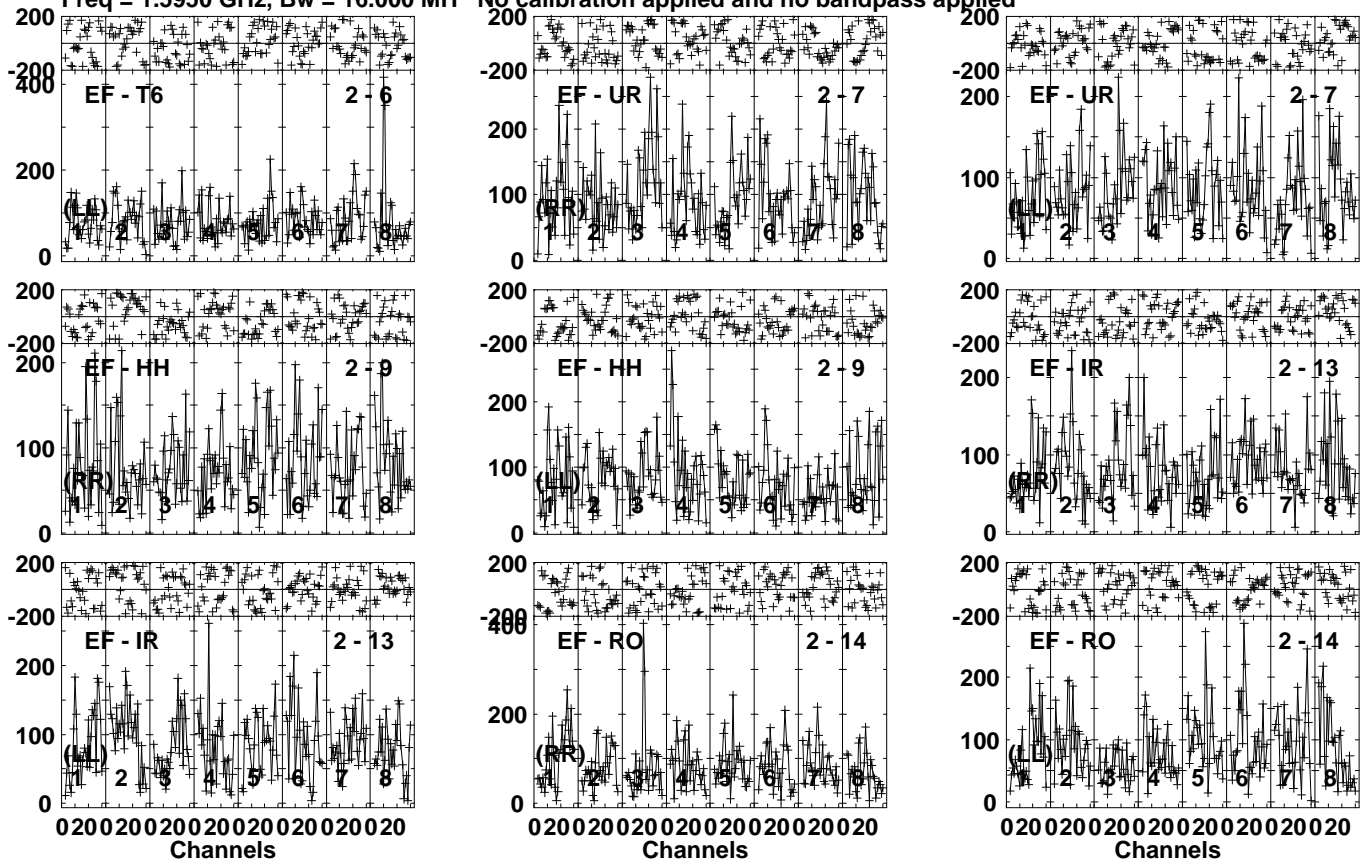 Freq = 1.5950 GHz, Bw = 16.000 MH No calibration applied and no bandpass applied
200 200 200
-200 -200 -200
400
EF - T6 2 - 6 EF - UR 2 - 7 EF - UR 2 - 7
200 200 200
100 100
(LL) (RR) (LL)
1 2 3 4 5 6 7 8 1 2 3 4 5 6 7 8 1 2 3 4 5 6 7 8
0 0 0
200 200 200
-200 -200 -200
EF - HH 2 - 9 EF - HH 2 - 9 EF - IR 2 - 13
200 200 200
100 100 100
(RR) (LL) (RR)
1 2 3 4 5 6 7 8 1 2 3 4 5 6 7 8 1 2 3 4 5 6 7 8
0 0 0
200 200 200
-200 -200 -200
400
EF - IR 2 - 13 EF - RO 2 - 14 EF - RO 2 - 14
200 200 200
100 100
(LL) (RR) (LL)
1 2 3 4 5 6 7 8 1 2 3 4 5 6 7 8 1 2 3 4 5 6 7 8
0 0 0
0 20 0 20 0 20 0 20 0 20 0 20 0 20 0 20 0 20 0 20 0 20 0 20 0 20 0 20 0 20 0 20 0 20 0 20 0 20 0 20 0 20 0 20 0 20 0 20
Channels Channels Channels